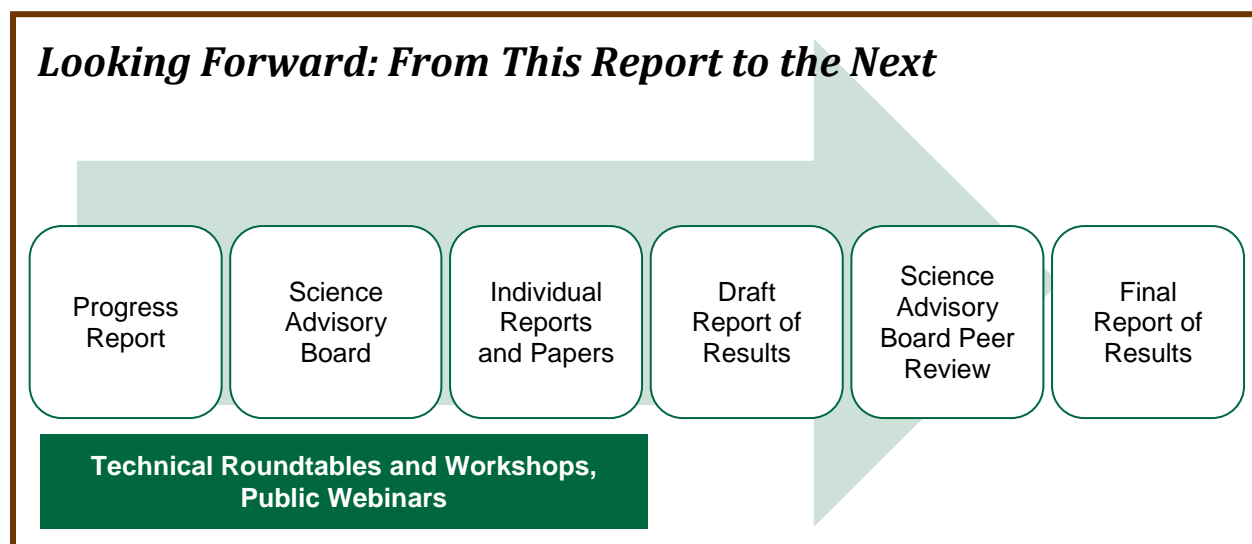 Looking Forward: From This Report to the Next
Progress
Report
Science
Advisory
Board
Individual
Reports
and Papers
Draft
Report of
Results
Science
Advisory
Board Peer
Review
Final
Report of
Results
Technical Roundtables and Workshops,
Public Webinars